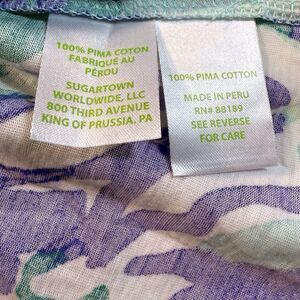 100% PIMA COTON
FABRIQUÉ AU
PÉROU
SUGARTOWN
WORLDWIDE, LLC
800 THIRD AVENUE
KING OF PRUSSIA, PA
100% PIMA COTTON
MADE IN PERU
RN# 88189
SEE REVERSE
FOR CARE